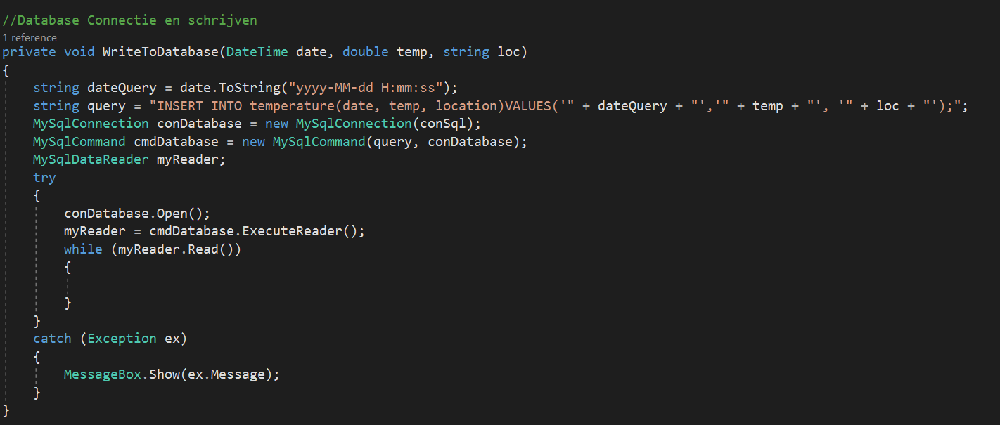 //Database Connectie en schrijven
1 reference
private void WriteToDatabase(DateTime date, double temp, string loc)
{
string dateQuery = date.ToString("yyyy-MM-dd H:mm:ss");
string query = "INSERT INTO temperature(date, temp, location)VALUES('" + dateQuery + "','" + temp + "', '" + loc + "');";
MySqlConnection conDatabase = new MySqlConnection(conSql);
MySqlCommand cmdDatabase = new MySqlCommand(query, conDatabase);
MySqlDataReader myReader;
try
{
conDatabase.Open();
myReader = cmdDatabase.ExecuteReader();
while (myReader.Read())
{
}
}
catch (Exception ex)
{
MessageBox.Show(ex.Message);
}
}